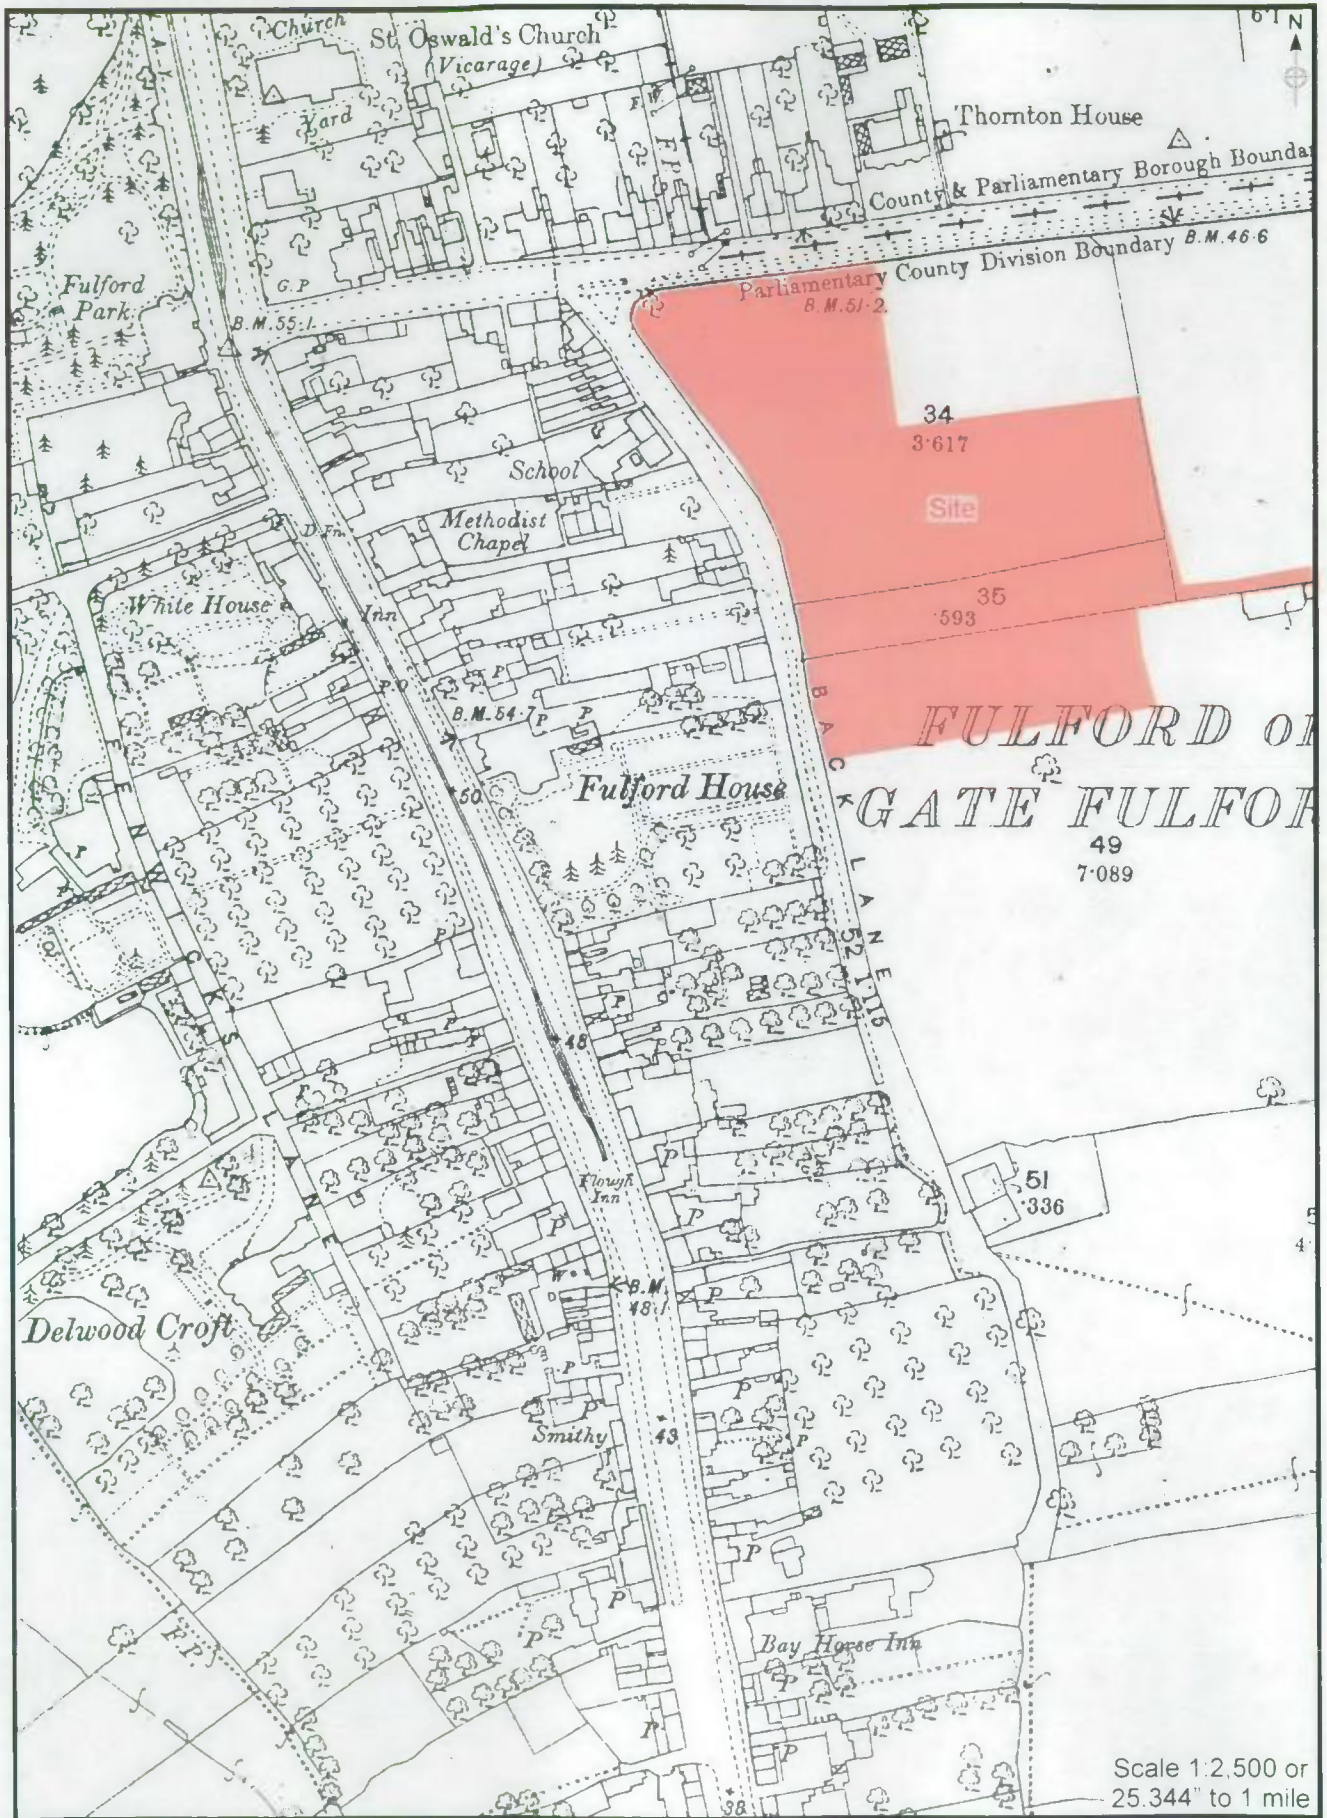 Church
St. Oswald's Church
(Vicarage)
Yard
F.W
F.P.
N
Thornton House
County & Parliamentary Borough Bounda
Parliamentary County Division Boundary
B.M.46·6
B.M.51·2.
Fulford
Park
G.P
B.M.55·1
34
3·617
School
Site
Methodist
Chapel
D.Fn.
White House
Inn
35
·593
P.O
P
B.M.54·7
P
P
BACK LANE
FULFORD OR
GATE FULFOR
49
7·089
Fulford House
50
FENWICK'S LANE
52
1·115
48
Plough
Inn
P
P
51
·336
W
B.M.
48·1
P
Delwood Croft
P
Smithy
43
P
P
P
F.P.
P
Bay Horse Inn
P
P
P
38
Scale 1:2,500 or
25.344" to 1 mile